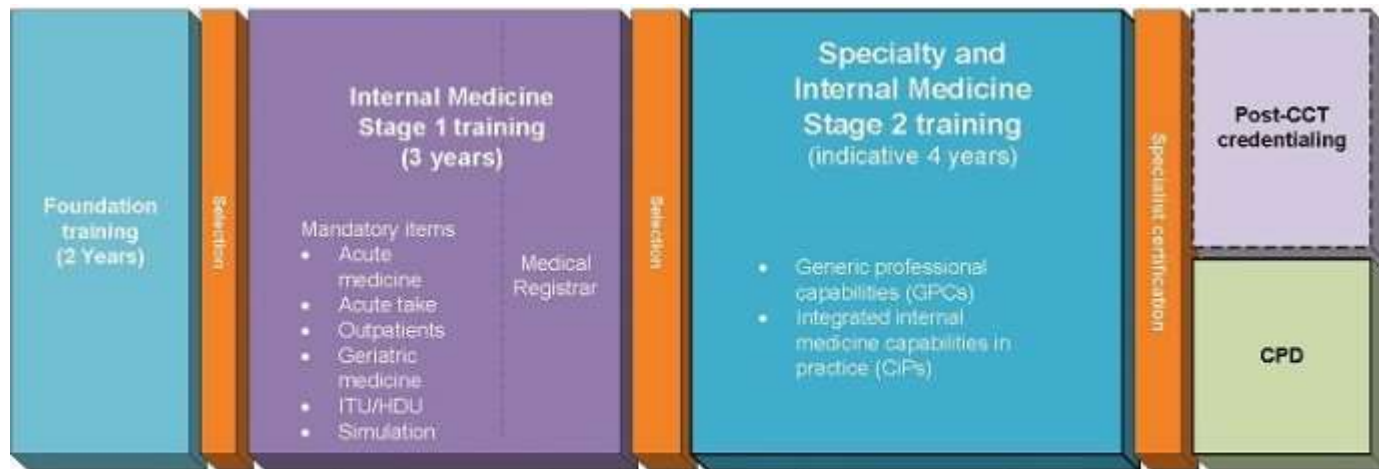 Foundation
training
(2 Years)
Selection
Internal Medicine
Stage 1 training
(3 years)
Mandatory items
• Acute
medicine
• Acute take
• Outpatients
• Geriatric
medicine
• ITU/HDU
• Simulation
Medical
Registrar
Selection
Specialty and
Internal Medicine
Stage 2 training
(indicative 4 years)
• Generic professional
capabilities (GPCs)
• Integrated internal
medicine capabilities in
practice (CiPs)
Specialist certification
Post-CCT
credentialing
CPD